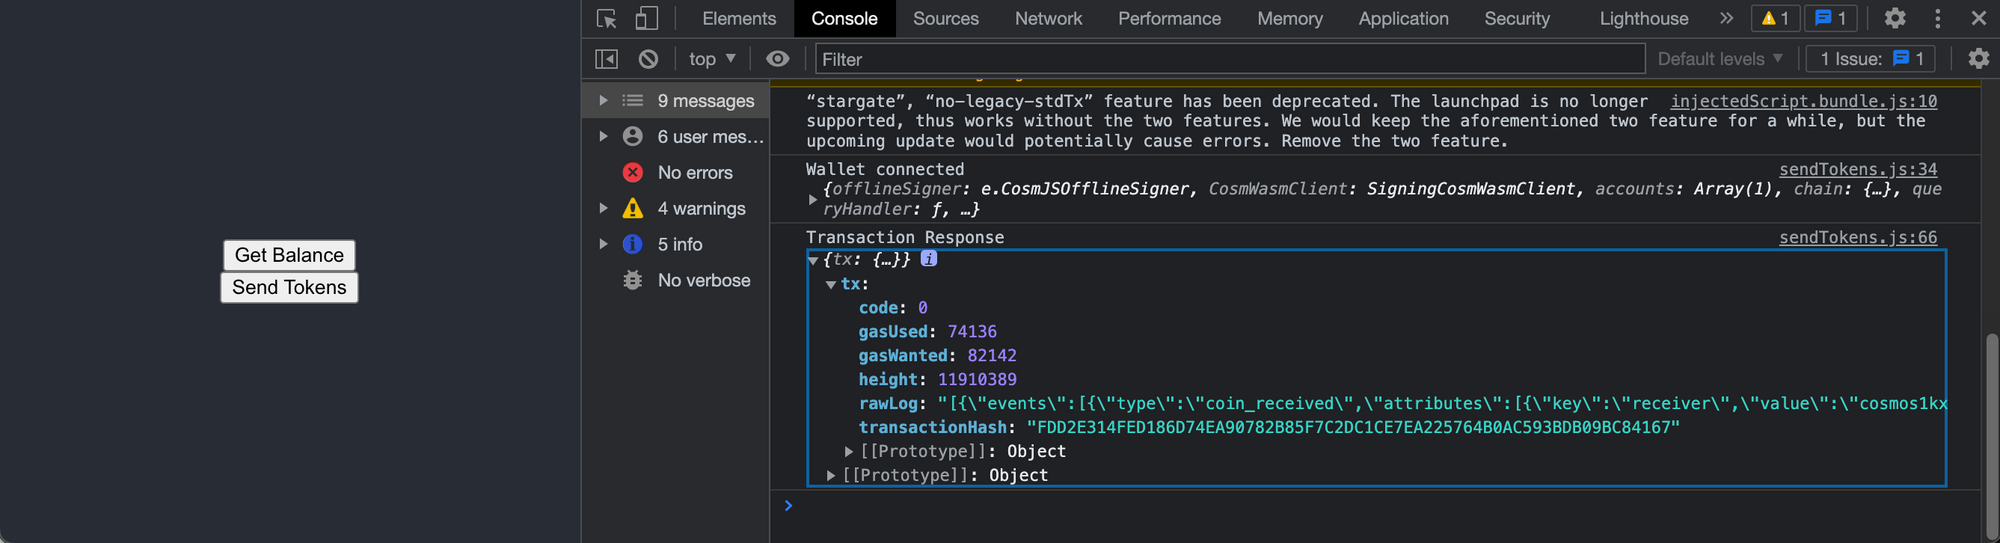 Get Balance
Send Tokens
Elements Console Sources Network Performance Memory Application Security Lighthouse 1 1
top Filter Default levels 1 Issue: 1
9 messages
6 user mes...
No errors
4 warnings
5 info
No verbose
“stargate”, “no-legacy-stdTx” feature has been deprecated. The launchpad is no longer injectedScript.bundle.js:10
supported, thus works without the two features. We would keep the aforementioned two feature for a while, but the
upcoming update would potentially cause errors. Remove the two feature.
Wallet connected sendTokens.js:34
{offlineSigner: e.CosmJSOfflineSigner, CosmWasmClient: SigningCosmWasmClient, accounts: Array(1), chain: {…}, que
ryHandler: ƒ, …}
Transaction Response sendTokens.js:66
{tx: {…}} i
tx:
code: 0
gasUsed: 74136
gasWanted: 82142
height: 11910389
rawLog: "[{\"events\":[{\"type\":\"coin_received\",\"attributes\":[{\"key\":\"receiver\",\"value\":\"cosmos1kx
transactionHash: "FDD2E314FED186D74EA90782B85F7C2DC1CE7EA225764B0AC593BDB09BC84167"
[[Prototype]]: Object
[[Prototype]]: Object